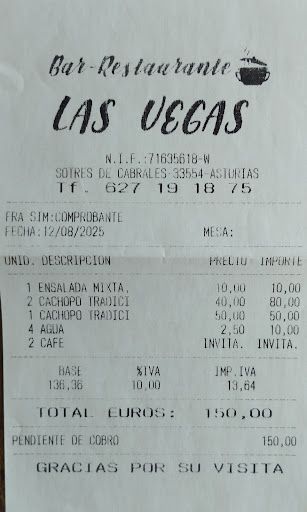 Bar-Restaurante
LAS VEGAS
N.I.F.:71635618-W
SOTRES DE CABRALES-33554-ASTURIAS
Tf. 627 19 18 75
FRA SIM:COMPROBANTE
FECHA:12/08/2025 MESA:
UNID. DESCRIPCION PRECIO IMPORTE
1 ENSALADA MIXTA. 10,00 10,00
2 CACHOPO TRADICI 40,00 80,00
1 CACHOPO TRADICI 50,00 50,00
4 AGUA 2,50 10,00
2 CAFE INVITA. INVITA.
BASE %IVA IMP.IVA
136,36 10,00 13,64
TOTAL EUROS: 150,00
PENDIENTE DE COBRO 150,00
GRACIAS POR SU VISITA